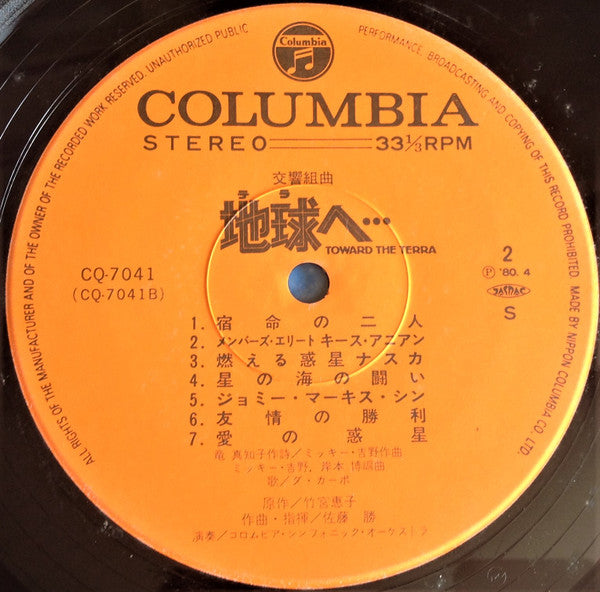 ALL RIGHTS OF THE MANUFACTURER AND OF THE OWNER OF THE RECORDED WORK RESERVED. UNAUTHORIZED PUBLIC PERFORMANCE, BROADCASTING AND COPYING OF THIS RECORD PROHIBITED. MADE BY NIPPON COLUMBIA CO., LTD.
Columbia
COLUMBIA
STEREO 33⅓ RPM
交響組曲
テラ
地球へ…
TOWARD THE TERRA
CQ-7041
(CQ-7041B)
2
Ⓟ '80. 4
JASRAC
S
1. 宿命の二人
2. メンバーズ・エリート キース・アニアン
3. 燃える惑星ナスカ
4. 星の海の闘い
5. ジョミー・マーキス・シン
6. 友情の勝利
7. 愛の惑星
竜 真知子作詩／ミッキー・吉野作曲
ミッキー・吉野, 岸本 博編曲
歌／ダ・カーポ
原作／竹宮恵子
作曲・指揮／佐藤 勝
演奏／コロムビア・シンフォニック・オーケストラ